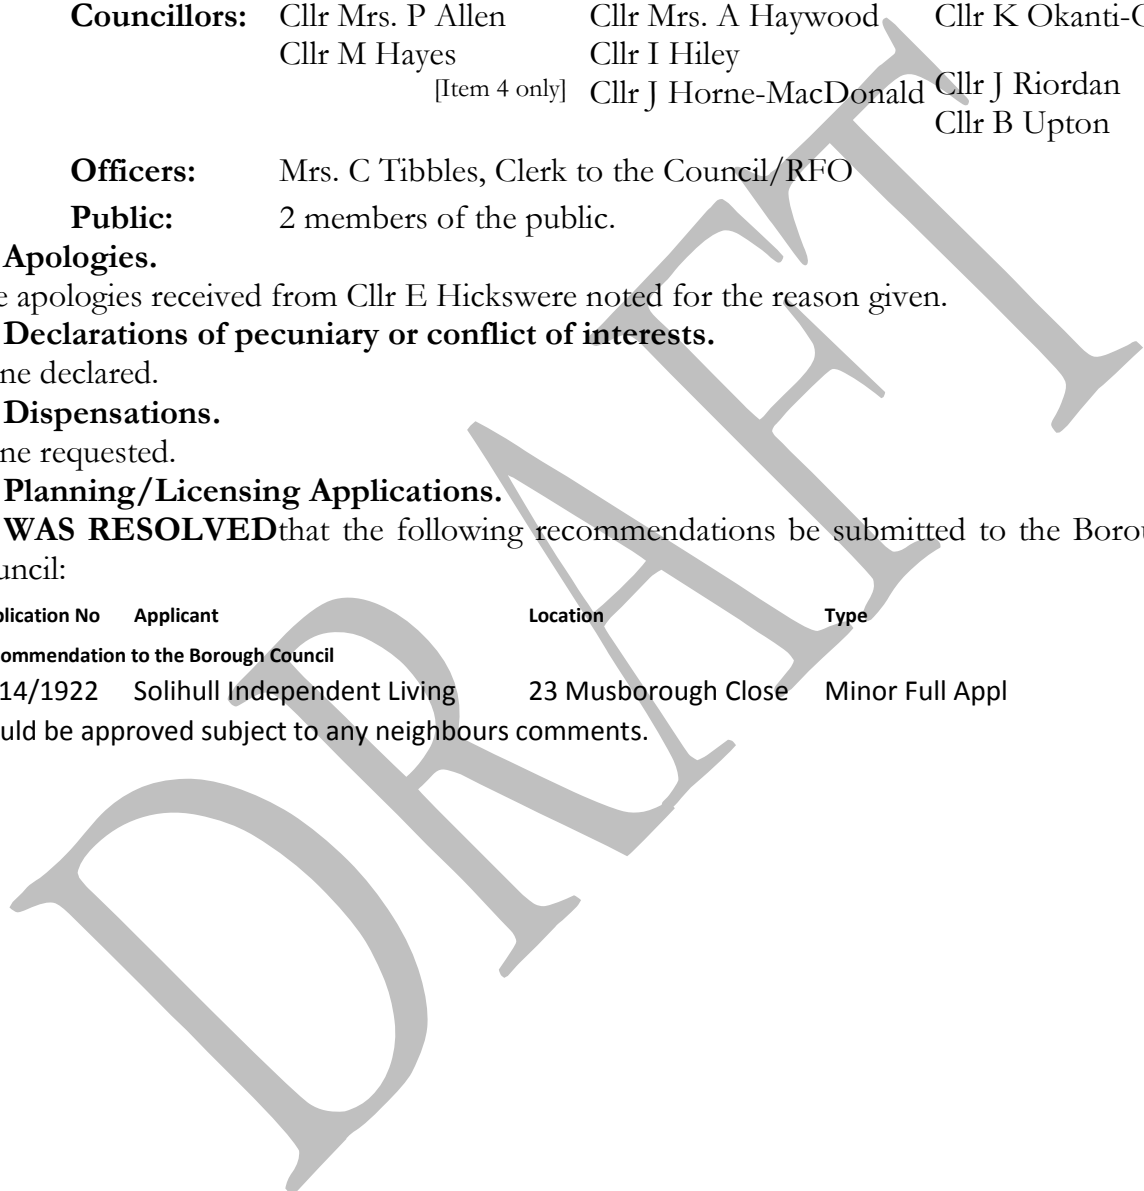 Councillors: Cllr Mrs. P Allen Cllr Mrs. A Haywood Cllr K Okanti-O
Cllr M Hayes Cllr I Hiley
[Item 4 only] Cllr J Horne-MacDonald Cllr J Riordan
Cllr B Upton
Officers: Mrs. C Tibbles, Clerk to the Council/RFO
Public: 2 members of the public.
Apologies.
e apologies received from Cllr E Hickswere noted for the reason given.
Declarations of pecuniary or conflict of interests.
ne declared.
Dispensations.
ne requested.
Planning/Licensing Applications.
WAS RESOLVEDthat the following recommendations be submitted to the Borou
uncil:
plication No Applicant Location Type
ommendation to the Borough Council
14/1922 Solihull Independent Living 23 Musborough Close Minor Full Appl
uld be approved subject to any neighbours comments.
DRAFT